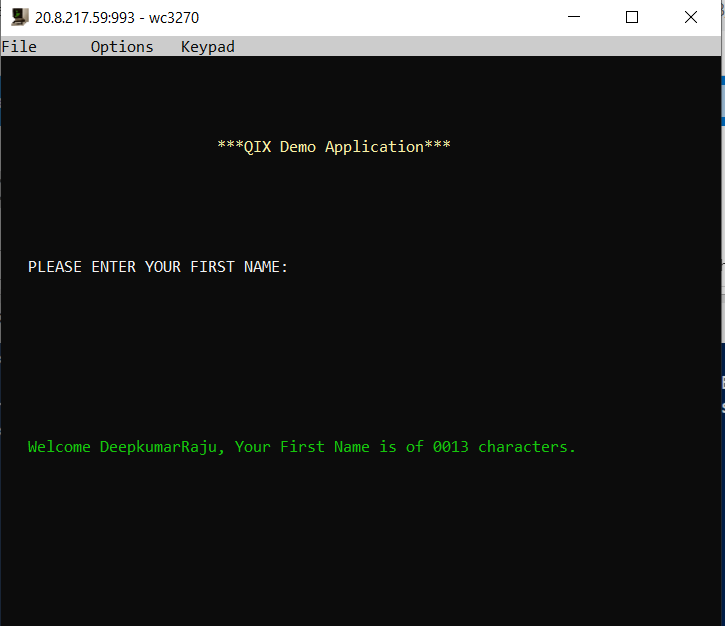 20.8.217.59:993 - wc3270
File Options Keypad
***QIX Demo Application***
PLEASE ENTER YOUR FIRST NAME:
Welcome DeepkumarRaju, Your First Name is of 0013 characters.